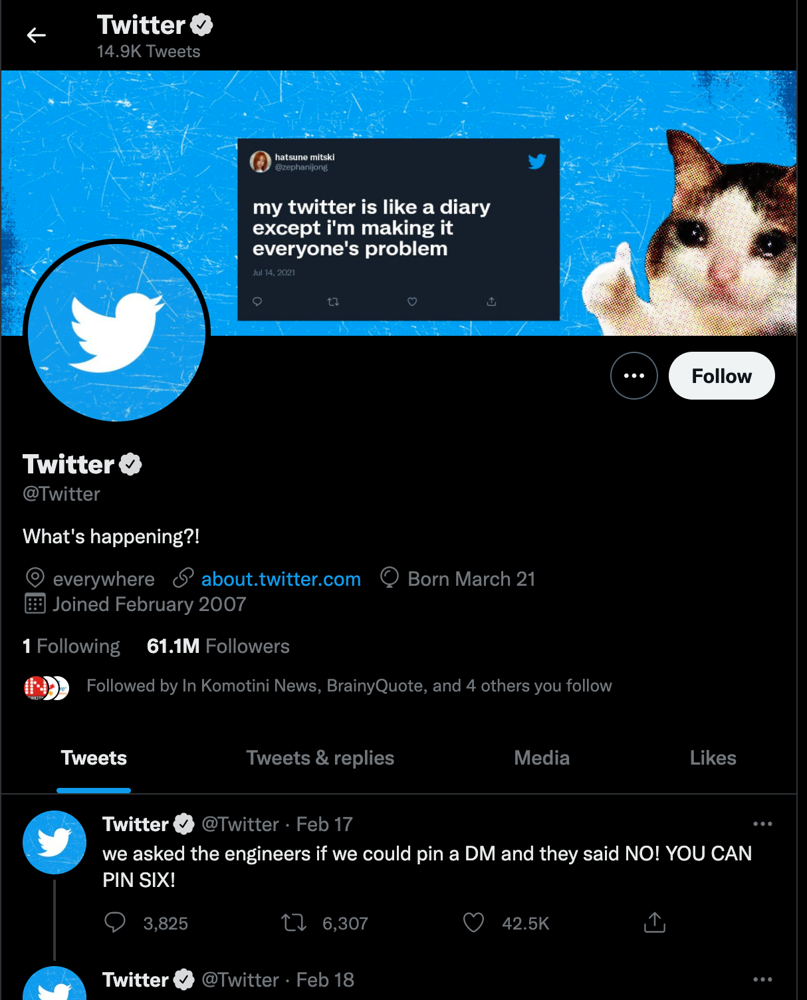 Twitter
14.9K Tweets
hatsune mitski
@zephanijong
my twitter is like a diary
except i'm making it
everyone's problem
Jul 14, 2021
Follow
Twitter
@Twitter
What's happening?!
everywhere about.twitter.com Born March 21
Joined February 2007
1 Following 61.1M Followers
Followed by In Komotini News, BrainyQuote, and 4 others you follow
Tweets Tweets & replies Media Likes
Twitter @Twitter · Feb 17
we asked the engineers if we could pin a DM and they said NO! YOU CAN
PIN SIX!
3,825 6,307 42.5K
Twitter @Twitter · Feb 18